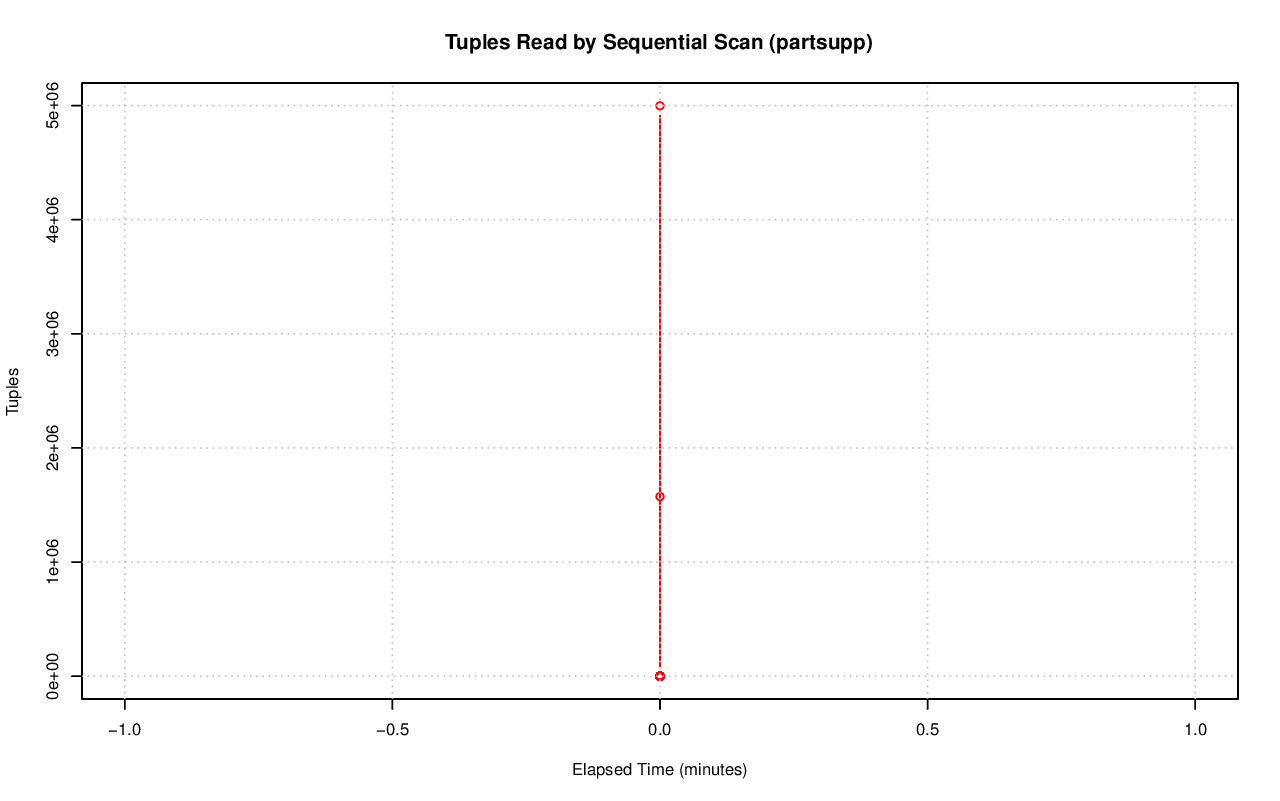 Tuples Read by Sequential Scan (partsupp)
5e+06
4e+06
3e+06
2e+06
1e+06
0e+00
Tuples
−1.0 −0.5 0.0 0.5 1.0
Elapsed Time (minutes)